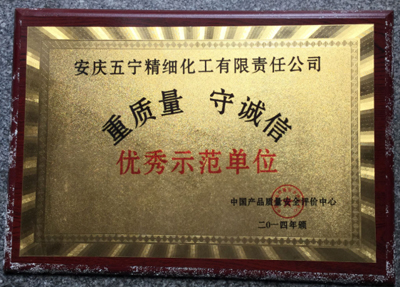 安庆五宁精细化工有限责任公司
重质量 守诚信
优秀示范单位
中国产品质量安全评价中心
二〇一四年颁